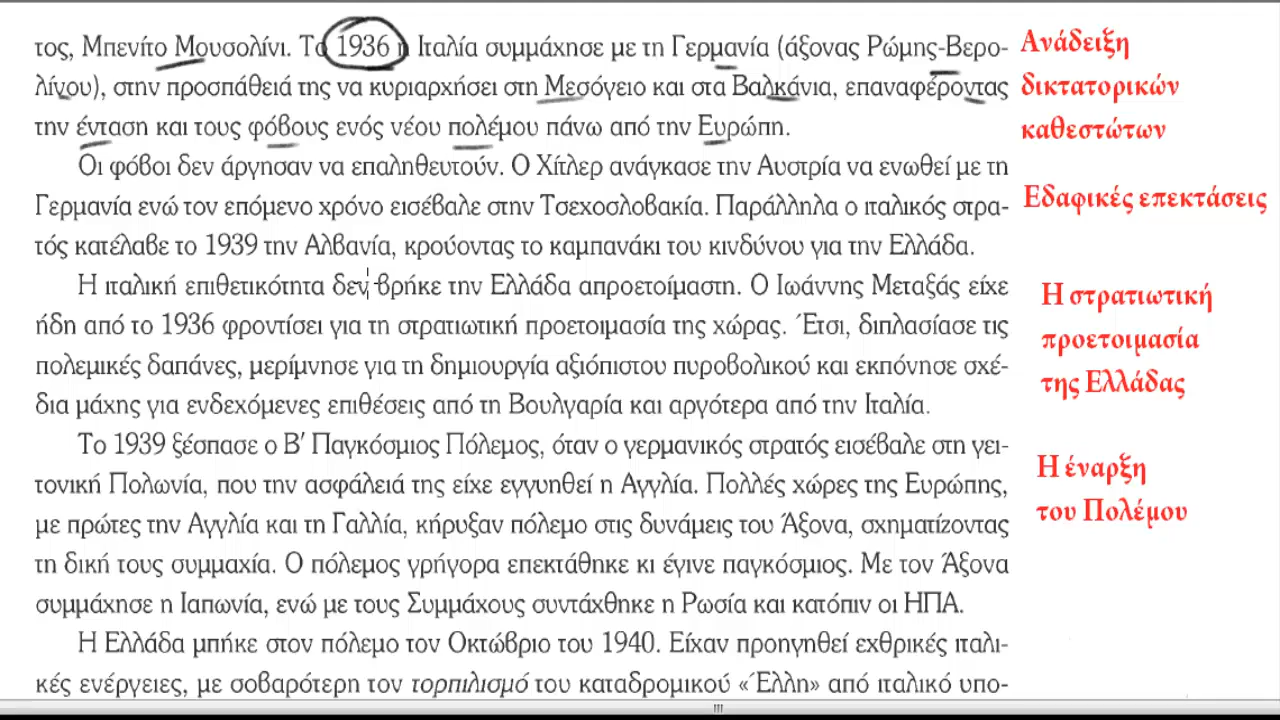 τος, Μπενίτο Μουσολίνι. Το 1936 η Ιταλία συμμάχησε με τη Γερμανία (άξονας Ρώμης-Βερο-
λίνου), στην προσπάθειά της να κυριαρχήσει στη Μεσόγειο και στα Βαλκάνια, επαναφέροντας
την ένταση και τους φόβους ενός νέου πολέμου πάνω από την Ευρώπη.
Οι φόβοι δεν άργησαν να επαληθευτούν. Ο Χίτλερ ανάγκασε την Αυστρία να ενωθεί με τη
Γερμανία ενώ τον επόμενο χρόνο εισέβαλε στην Τσεχοσλοβακία. Παράλληλα ο ιταλικός στρα-
τός κατέλαβε το 1939 την Αλβανία, κρούοντας το καμπανάκι του κινδύνου για την Ελλάδα.
Η ιταλική επιθετικότητα δεν βρήκε την Ελλάδα απροετοίμαστη. Ο Ιωάννης Μεταξάς είχε
ήδη από το 1936 φροντίσει για τη στρατιωτική προετοιμασία της χώρας. Έτσι, διπλασίασε τις
πολεμικές δαπάνες, μερίμνησε για τη δημιουργία αξιόπιστου πυροβολικού και εκπόνησε σχέ-
δια μάχης για ενδεχόμενες επιθέσεις από τη Βουλγαρία και αργότερα από την Ιταλία.
Το 1939 ξέσπασε ο Β′ Παγκόσμιος Πόλεμος, όταν ο γερμανικός στρατός εισέβαλε στη γει-
τονική Πολωνία, που την ασφάλειά της είχε εγγυηθεί η Αγγλία. Πολλές χώρες της Ευρώπης,
με πρώτες την Αγγλία και τη Γαλλία, κήρυξαν πόλεμο στις δυνάμεις του Άξονα, σχηματίζοντας
τη δική τους συμμαχία. Ο πόλεμος γρήγορα επεκτάθηκε κι έγινε παγκόσμιος. Με τον Άξονα
συμμάχησε η Ιαπωνία, ενώ με τους Συμμάχους συντάχθηκε η Ρωσία και κατόπιν οι ΗΠΑ.
Η Ελλάδα μπήκε στον πόλεμο τον Οκτώβριο του 1940. Είχαν προηγηθεί εχθρικές ιταλι-
κές ενέργειες, με σοβαρότερη τον τορπιλισμό του καταδρομικού «Έλλη» από ιταλικό υπο-
Ανάδειξη
δικτατορικών
καθεστώτων
Εδαφικές επεκτάσεις
Η στρατιωτική
προετοιμασία
της Ελλάδας
Η έναρξη
του Πολέμου